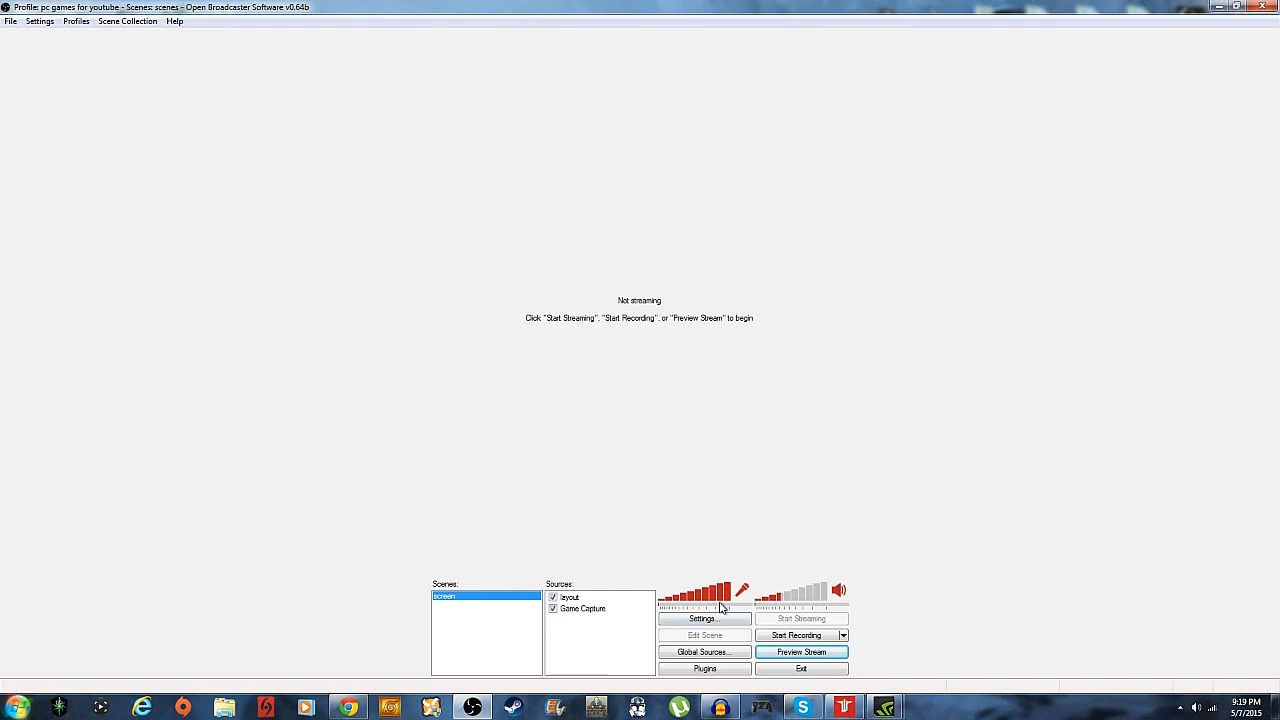 Profile: pc games for youtube - Scenes: scenes - Open Broadcaster Software v0.64b
File Settings Profiles Scene Collection Help
Not streaming
Click "Start Streaming", "Start Recording", or "Preview Stream" to begin
Scenes:
screen
Sources:
layout
Game Capture
Settings...
Start Streaming
Edit Scene
Start Recording
Global Sources...
Preview Stream
Plugins
Exit
9:19 PM
5/7/2015